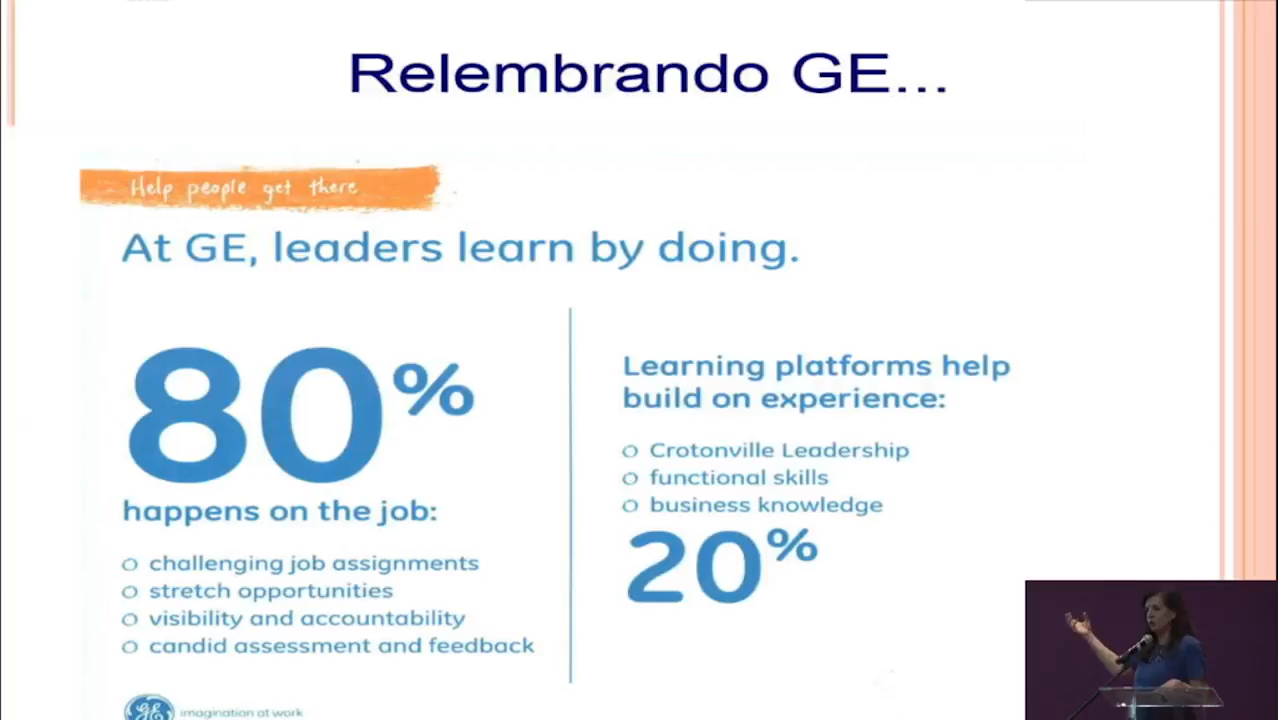 Relembrando GE...
Help people get there
At GE, leaders learn by doing.
80%
happens on the job:
challenging job assignments
stretch opportunities
visibility and accountability
candid assessment and feedback
Learning platforms help
build on experience:
Crotonville Leadership
functional skills
business knowledge
20%
GE imagination at work